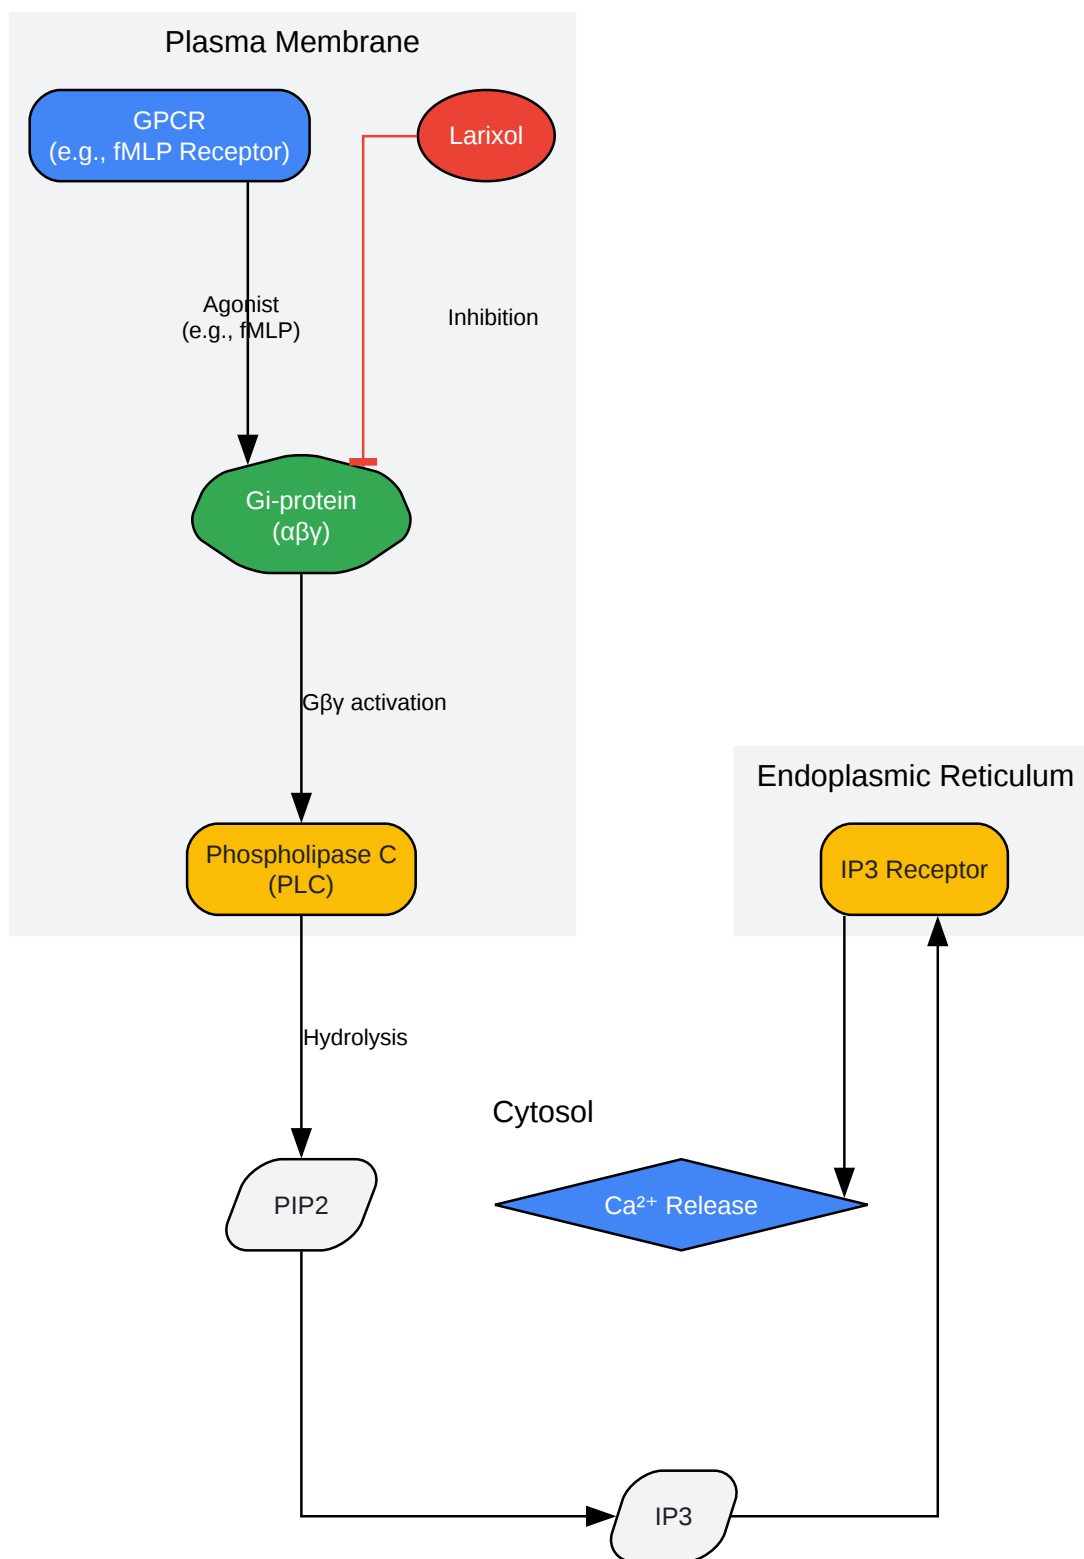 Plasma Membrane
GPCR
(e.g., fMLP Receptor)
Larixol
Agonist
(e.g., fMLP)
Inhibition
Gi-protein
(αβγ)
Gβγ activation
Phospholipase C
(PLC)
Endoplasmic Reticulum
IP3 Receptor
Hydrolysis
Cytosol
PIP2
Ca²⁺ Release
IP3